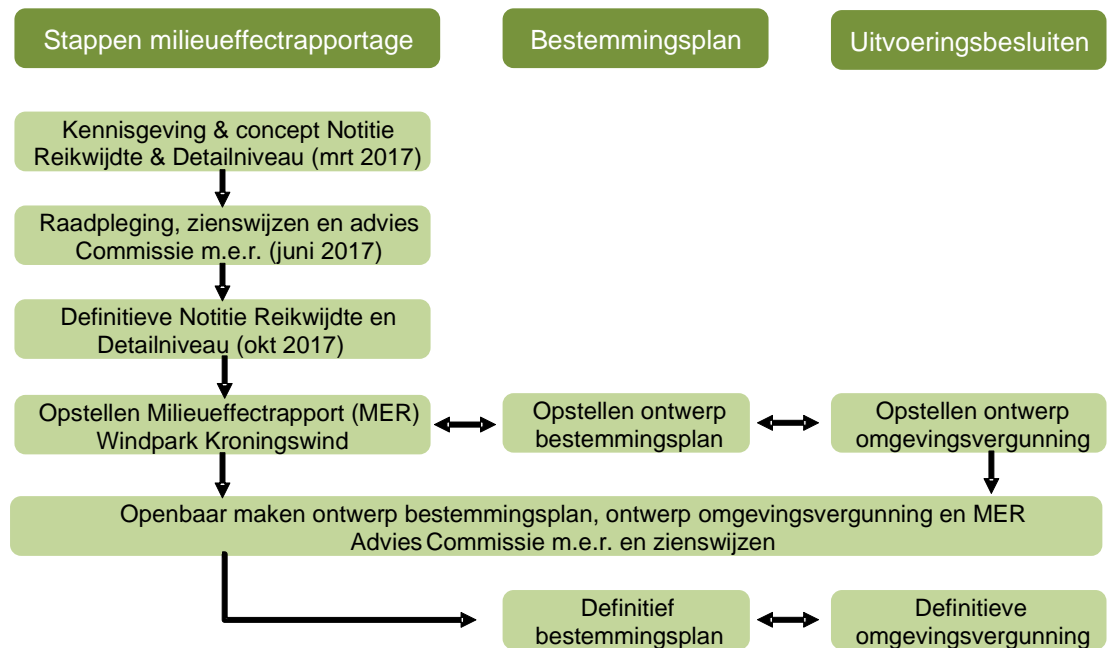 Stappen milieueffectrapportage
Bestemmingsplan
Uitvoeringsbesluiten
Kennisgeving & concept Notitie
Reikwijdte & Detailniveau (mrt 2017)
Raadpleging, zienswijzen en advies
Commissie m.e.r. (juni 2017)
Definitieve Notitie Reikwijdte en
Detailniveau (okt 2017)
Opstellen Milieueffectrapport (MER)
Windpark Kroningswind
Opstellen ontwerp
bestemmingsplan
Opstellen ontwerp
omgevingsvergunning
Openbaar maken ontwerp bestemmingsplan, ontwerp omgevingsvergunning en MER
Advies Commissie m.e.r. en zienswijzen
Definitief
bestemmingsplan
Definitieve
omgevingsvergunning